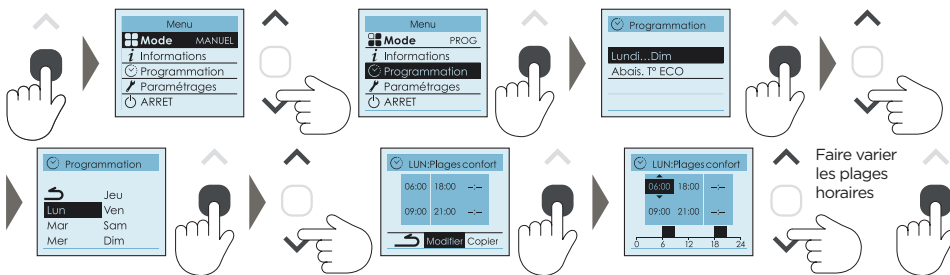 Menu
Mode MANUEL
i Informations
Programmation
Paramétrages
ARRET
Menu
Mode PROG
i Informations
Programmation
Paramétrages
ARRET
Programmation
Lundi...Dim
Abais. T° ECO
Programmation
Jeu
Lun Ven
Mar Sam
Mer Dim
LUN:Plages confort
06:00 18:00 --:--
09:00 21:00 --:--
Modifier Copier
LUN:Plages confort
06:00 18:00 --:--
09:00 21:00 --:--
0 6 12 18 24
Faire varier
les plages
horaires